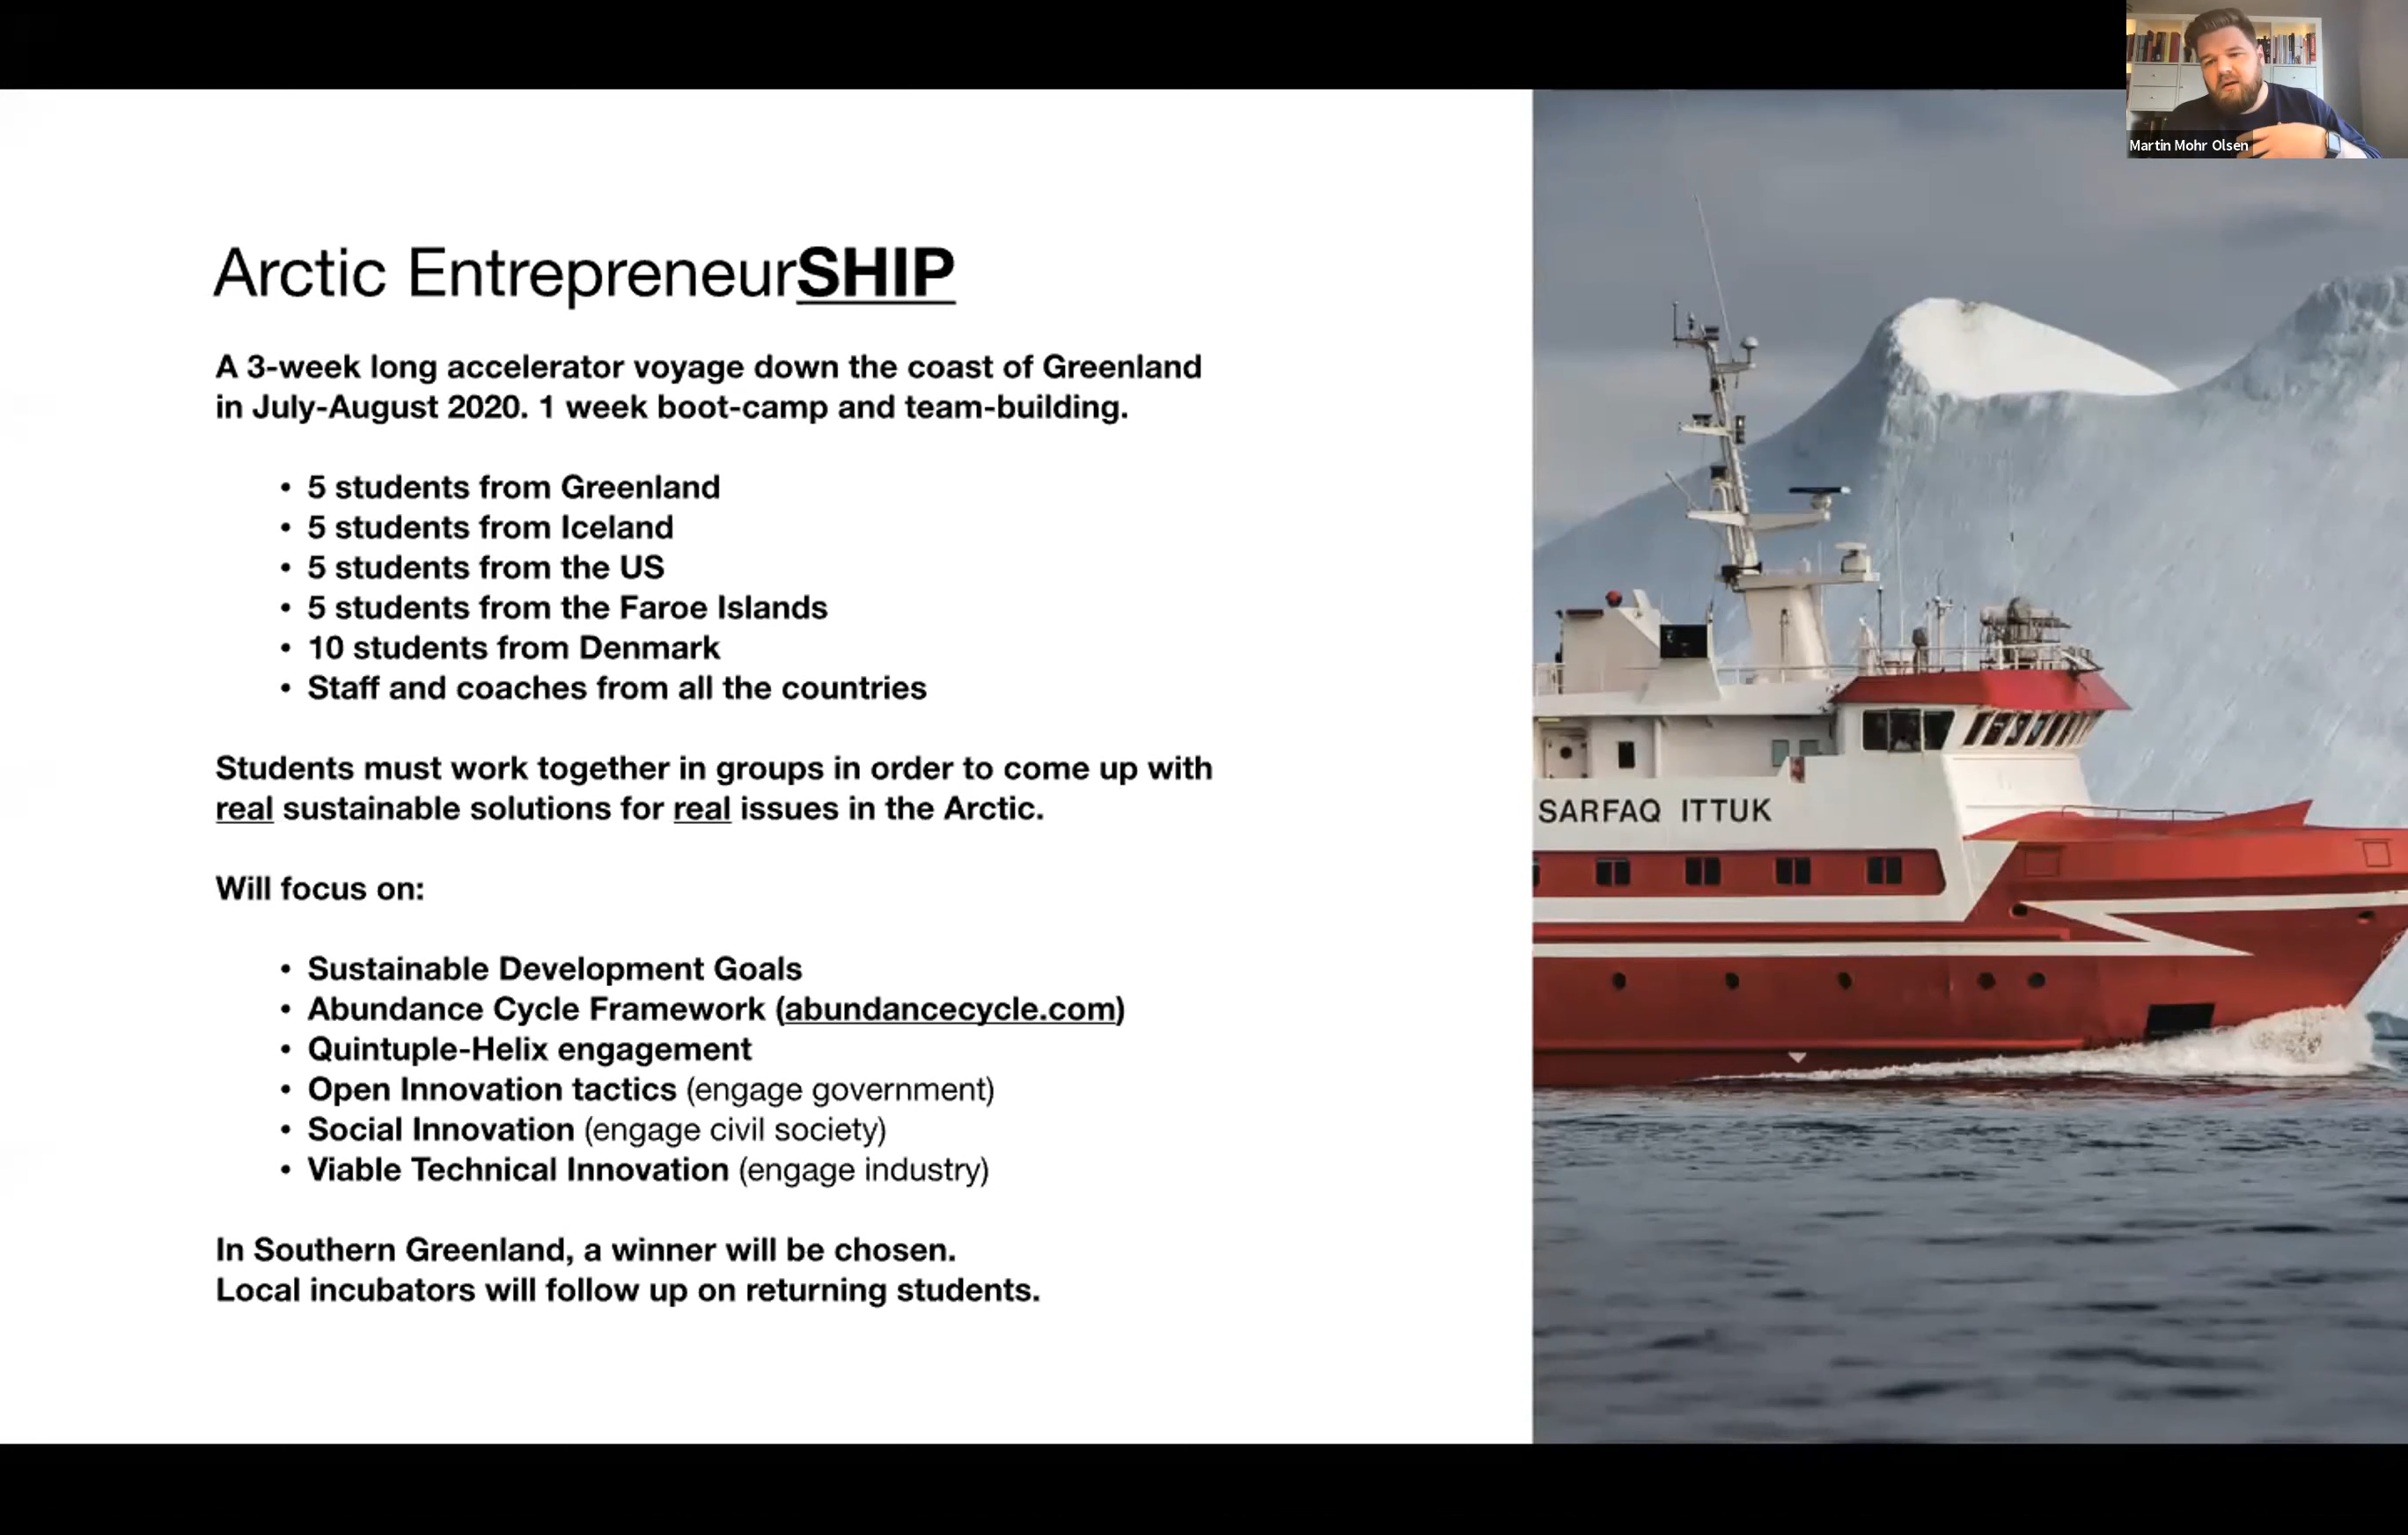 Martin Mohr Olsen
Arctic EntrepreneurSHIP
A 3-week long accelerator voyage down the coast of Greenland
in July-August 2020. 1 week boot-camp and team-building.
• 5 students from Greenland
• 5 students from Iceland
• 5 students from the US
• 5 students from the Faroe Islands
• 10 students from Denmark
• Staff and coaches from all the countries
Students must work together in groups in order to come up with
real sustainable solutions for real issues in the Arctic.
Will focus on:
• Sustainable Development Goals
• Abundance Cycle Framework (abundancecycle.com)
• Quintuple-Helix engagement
• Open Innovation tactics (engage government)
• Social Innovation (engage civil society)
• Viable Technical Innovation (engage industry)
In Southern Greenland, a winner will be chosen.
Local incubators will follow up on returning students.
SARFAQ ITTUK